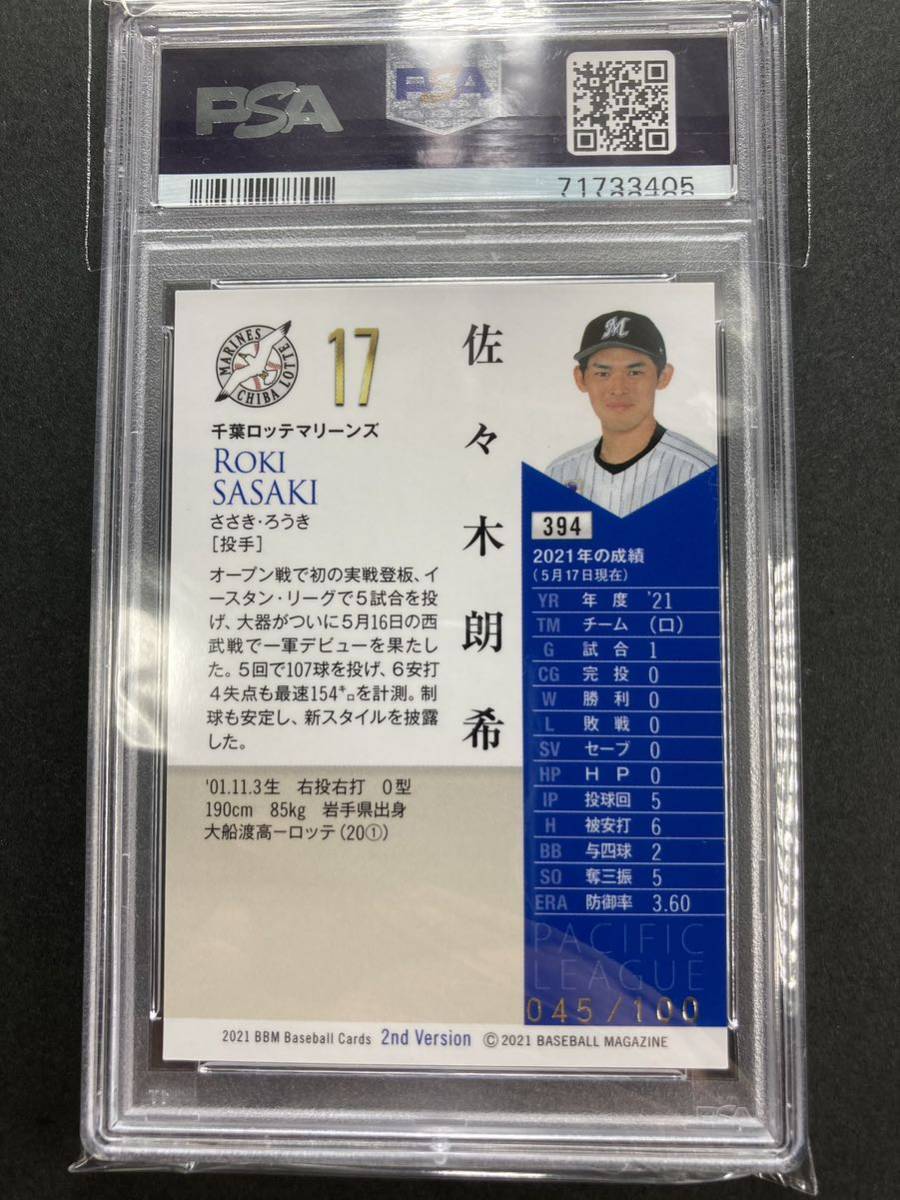 PSA
PSA
71733405
MARINES
CHIBA LOTTE
17
千葉ロッテマリーンズ
ROKI
SASAKI
ささき・ろうき
[投手]
オープン戦で初の実戦登板、イ
ースタン・リーグで5試合を投
げ、大器がついに5月16日の西
武戦で一軍デビューを果たし
た。5回で107球を投げ、6安打
4失点も最速154㌔を計測。制
球も安定し、新スタイルを披露
した。
'01.11.3生 右投右打 O型
190cm 85kg 岩手県出身
大船渡高ーロッテ(20①)
佐々木朗希
M
394
2021年の成績
(5月17日現在)
YR 年度 '21
TM チーム (ロ)
G 試合 1
CG 完投 0
W 勝利 0
L 敗戦 0
SV セーブ 0
HP HP 0
IP 投球回 5
H 被安打 6
BB 与四球 2
SO 奪三振 5
ERA 防御率 3.60
PACIFIC
LEAGUE
045/100
2021 BBM Baseball Cards 2nd Version ©2021 BASEBALL MAGAZINE
PSA